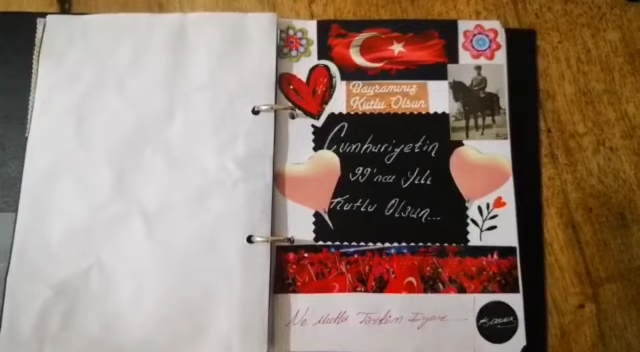 Bayramınız
Kutlu Olsun
Cumhuriyetin
99'ncu Yılı
Kutlu Olsun...
Ne Mutlu Türküm Diyene